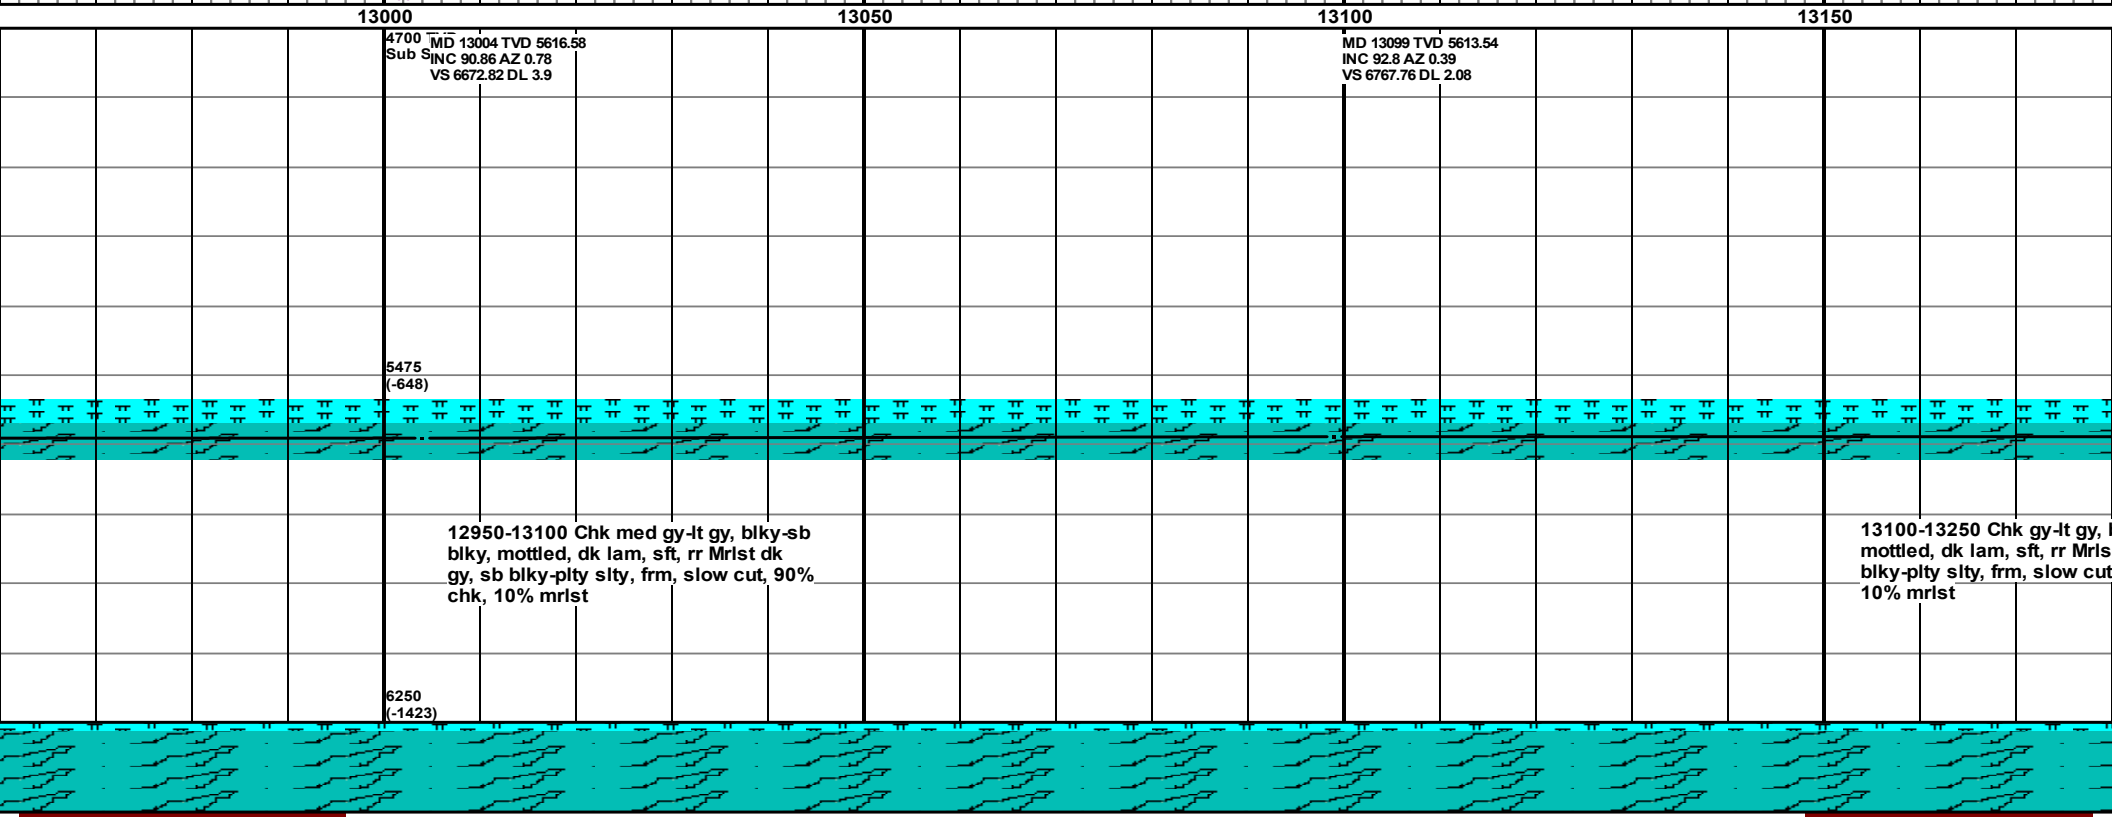 13000 13050 13100 13150
4700
Sub S
MD 13004 TVD 5616.58
INC 90.86 AZ 0.78
VS 6672.82 DL 3.9
MD 13099 TVD 5613.54
INC 92.8 AZ 0.39
VS 6767.76 DL 2.08
5475
(-648)
12950-13100 Chk med gy-lt gy, blky-sb
blky, mottled, dk lam, sft, rr Mrlst dk
gy, sb blky-plty slty, frm, slow cut, 90%
chk, 10% mrlst
13100-13250 Chk gy-lt gy,
mottled, dk lam, sft, rr Mrls
blky-plty slty, frm, slow cut
10% mrlst
6250
(-1423)